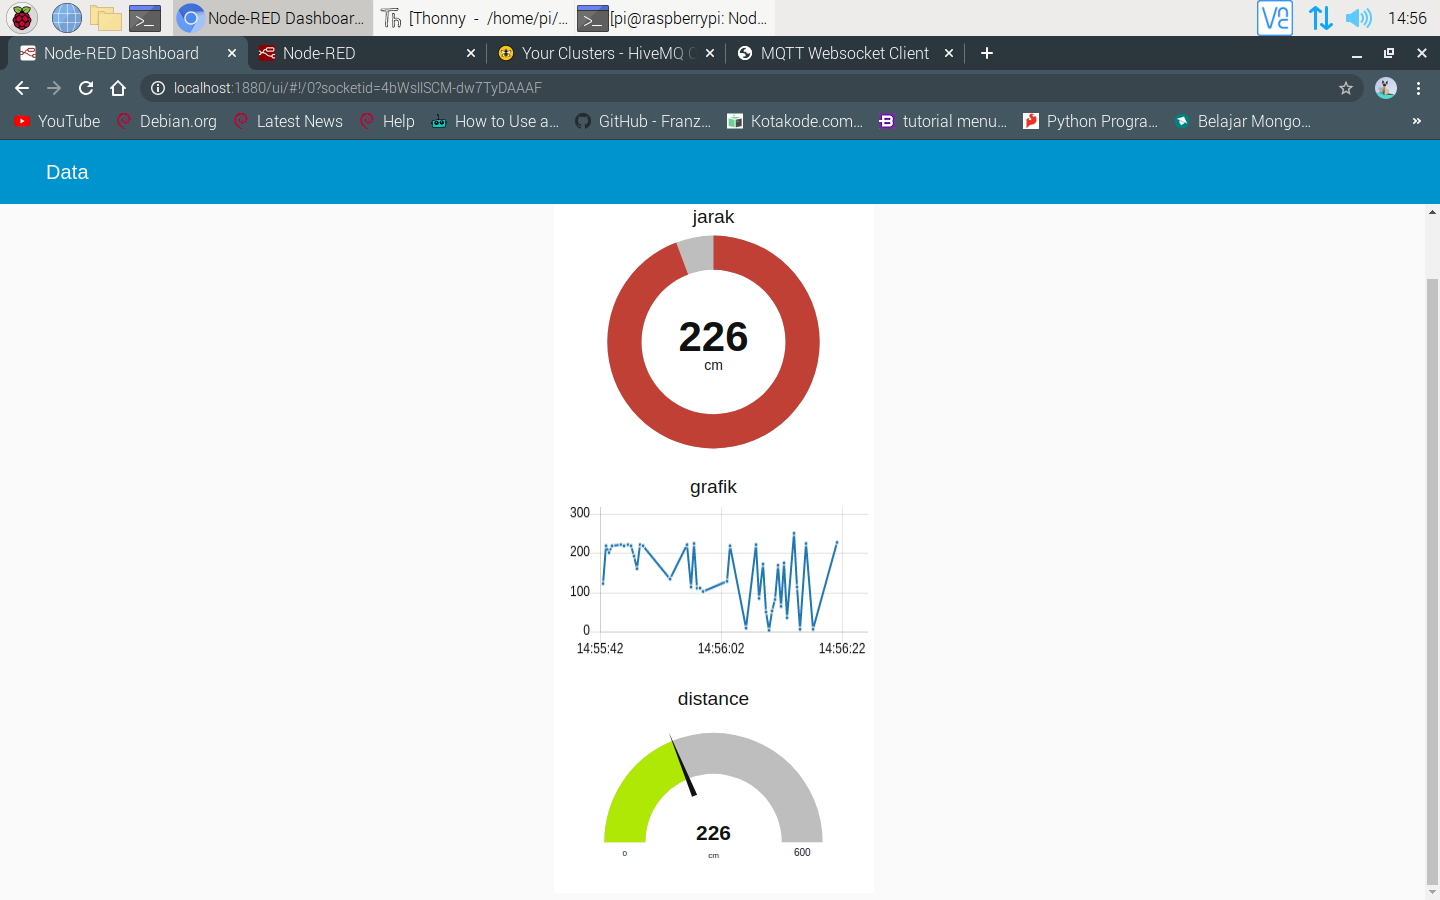 Node-RED Dashboar...
[Thonny - /home/pi/...
[pi@raspberrypi: Nod...
14:56
Node-RED Dashboard
Node-RED
Your Clusters - HiveMQ C
MQTT Websocket Client
localhost:1880/ui/#!/0?socketid=4bWsIlSCM-dw7TyDAAAF
YouTube
Debian.org
Latest News
Help
How to Use a...
GitHub - Franz...
Kotakode.com...
tutorial menu...
Python Progra...
Belajar Mongo...
»
Data
jarak
226
cm
grafik
300
200
100
0
14:55:42
14:56:02
14:56:22
distance
226
cm
0
600